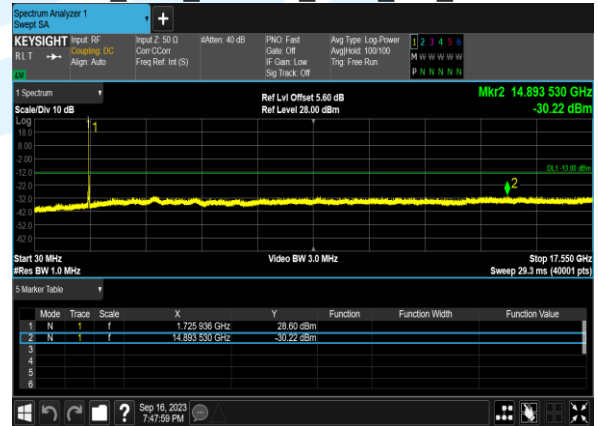 Spectrum Analyzer 1
Swept SA
+
KEYSIGHT Input: RF Input Z: 50 Ω #Atten: 40 dB PNO: Fast Avg Type: Log-Power 1 2 3 4 5 6
RLT Coupling: DC Corr CCorr Gate: Off Avg|Hold: 100/100 M W W W W W
Align: Auto Freq Ref: Int (S) IF Gain: Low Trig: Free Run
LV Sig Track: Off P N N N N N
1 Spectrum Ref Lvl Offset 5.60 dB Mkr2 14.893 530 GHz
Scale/Div 10 dB Ref Level 28.00 dBm -30.22 dBm
Log
18.0
8.00
-2.00
-12.0 DL1 -13.00 dBm
-22.0
-32.0
-42.0
-52.0
-62.0
1
2
Start 30 MHz Video BW 3.0 MHz Stop 17.550 GHz
#Res BW 1.0 MHz Sweep 29.3 ms (40001 pts)
5 Marker Table
Mode Trace Scale X Y Function Function Width Function Value
1 N 1 f 1.725 936 GHz 28.60 dBm
2 N 1 f 14.893 530 GHz -30.22 dBm
3
4
5
6
? Sep 16, 2023
7:47:59 PM